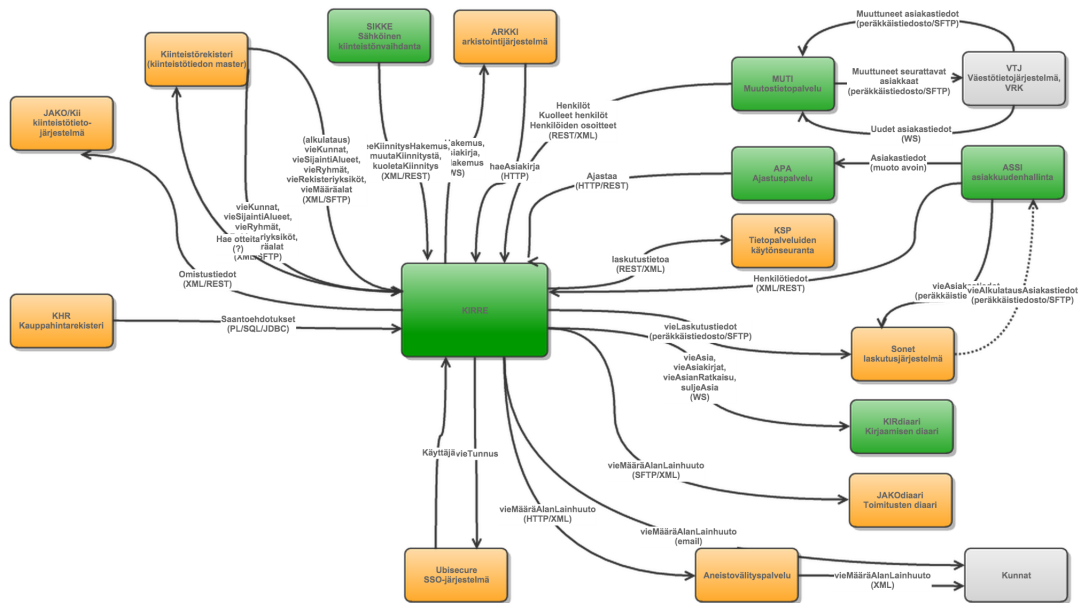 SIKKE
Sähköinen
kiinteistönvaihdanta
ARKKI
arkistointijärjestelmä
Kiinteistörekisteri
(kiinteistötiedon master)
JAKO/Kii
kiinteistötieto-
järjestelmä
Muuttuneet asiakastiedot
(peräkkäistiedosto/SFTP)
MUTI
Muutostietopalvelu
Muuttuneet seurattavat
asiakkaat
(peräkkäistiedosto/SFTP)
VTJ
Väestötietojärjestelmä,
VRK
Uudet asiakastiedot
(WS)
Henkilöt
Kuolleet henkilöt
Henkilöiden osoitteet
(REST/XML)
(alkulataus)
vieKunnat,
vieSijaintiAlueet,
vieRyhmät,
vieRekisteriyksiköt,
vieMääräalat
(XML/SFTP)
muutaKiinnitystä,
kuoletaKiinnitys
(XML/REST)
haeAsiakirja
(HTTP)
Ajastaa
(HTTP/REST)
APA
Ajastuspalvelu
Asiakastiedot
(muoto avoin)
ASSI
asiakkuudenhallinta
vieKunnat,
vieSijaintiAlueet,
vieRyhmät,
Hae otteita
(?)
(XML/SFTP)
KSP
Tietopalveluiden
käytönseuranta
laskutustietoa
(REST/XML)
Omistustiedot
(XML/REST)
Henkilötiedot
(XML/REST)
vieAlkulatausAsiakastiedot
(peräkkäistiedosto/SFTP)
KIRRE
KHR
Kauppahintarekisteri
Saantoehdotukset
(PL/SQL/JDBC)
vieLaskutustiedot
(peräkkäistiedosto/SFTP)
Sonet
laskutusjärjestelmä
vieAsia,
vieAsiakirjat,
vieAsianRatkaisu,
suljeAsia
(WS)
KIRdiaari
Kirjaamisen diaari
Käyttäjä
vieTunnus
vieMääräAlanLainhuuto
(SFTP/XML)
JAKOdiaari
Toimitusten diaari
vieMääräAlanLainhuuto
(HTTP/XML)
vieMääräAlanLainhuuto
(email)
Ubisecure
SSO-järjestelmä
Aneistovälityspalvelu
vieMääräAlanLainhuuto
(XML)
Kunnat